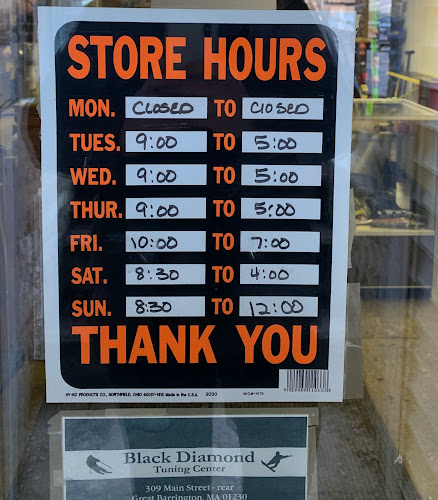 STORE HOURS
MON. CLOSED TO CLOSED
TUES. 9:00 TO 5:00
WED. 9:00 TO 5:00
THUR. 9:00 TO 5:00
FRI. 10:00 TO 7:00
SAT. 8:30 TO 4:00
SUN. 8:30 TO 12:00
THANK YOU
Black Diamond
Tuning Center
309 Main Street - rear
Great Barrington, MA 01230